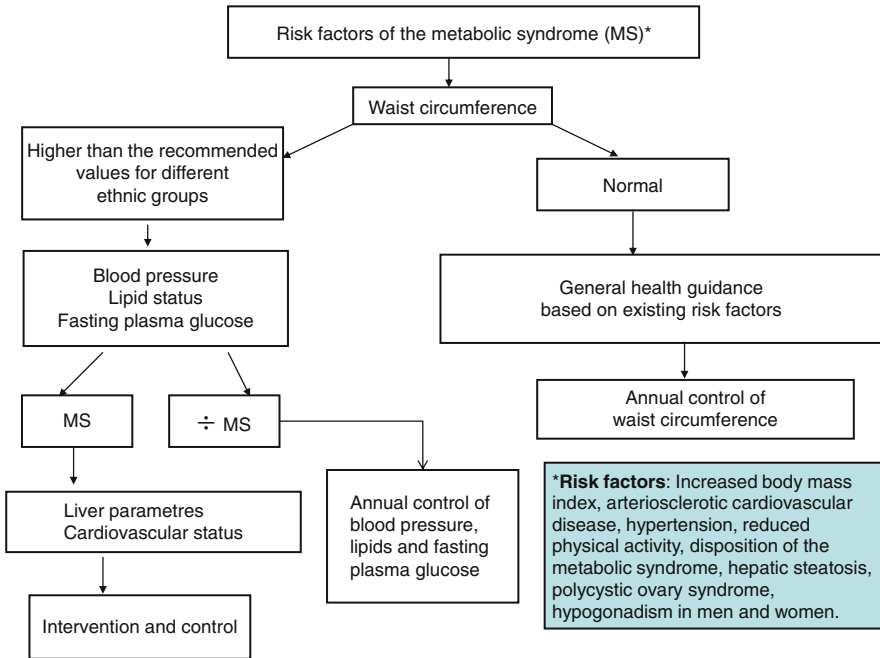 Risk factors of the metabolic syndrome (MS)*
Waist circumference
Higher than the recommended
values for different
ethnic groups
Normal
Blood pressure
Lipid status
Fasting plasma glucose
General health guidance
based on existing risk factors
MS
÷ MS
Annual control of
waist circumference
Liver parametres
Cardiovascular status
Annual control of
blood pressure,
lipids and fasting
plasma glucose
*Risk factors: Increased body mass
index, arteriosclerotic cardiovascular
disease, hypertension, reduced
physical activity, disposition of the
metabolic syndrome, hepatic steatosis,
polycystic ovary syndrome,
hypogonadism in men and women.
Intervention and control